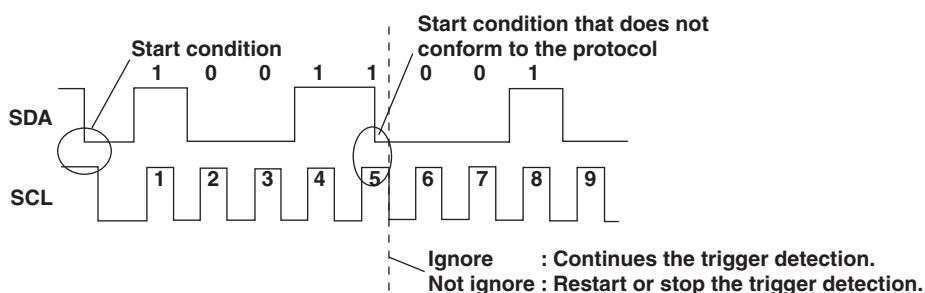 Start condition that does not
conform to the protocol
Start condition
1 0 0 1 1 0 0 1
SDA
SCL
1 2 3 4 5 6 7 8 9
Ignore : Continues the trigger detection.
Not ignore : Restart or stop the trigger detection.